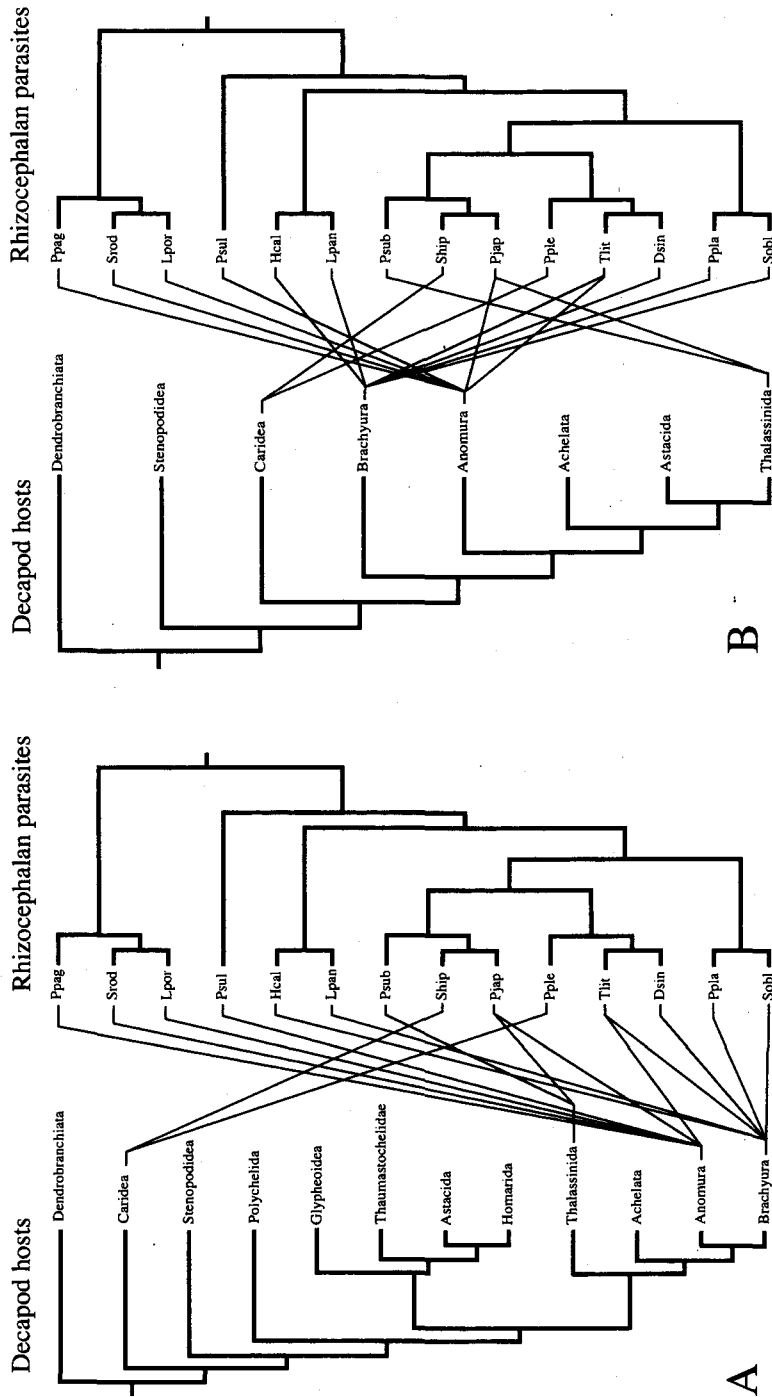 Decapod hosts
Rhizocephalan parasites
Dendrobranchiata
Caridea
Stenopodidea
Polychelida
Glypheoidea
Thaumastochelidae
Astacida
Homarida
Thalassinida
Achelata
Anomura
Brachyura
Ppag
Srod
Lpor
Psul
Hcal
Lpan
Psub
Ship
Pjap
Pple
Tlit
Dsin
Ppla
Sobl
A
Decapod hosts
Rhizocephalan parasites
Dendrobranchiata
Stenopodidea
Caridea
Brachyura
Anomura
Achelata
Astacida
Thalassinida
Ppag
Srod
Lpor
Psul
Hcal
Lpan
Psub
Ship
Pjap
Pple
Tlit
Dsin
Ppla
Sobl
B